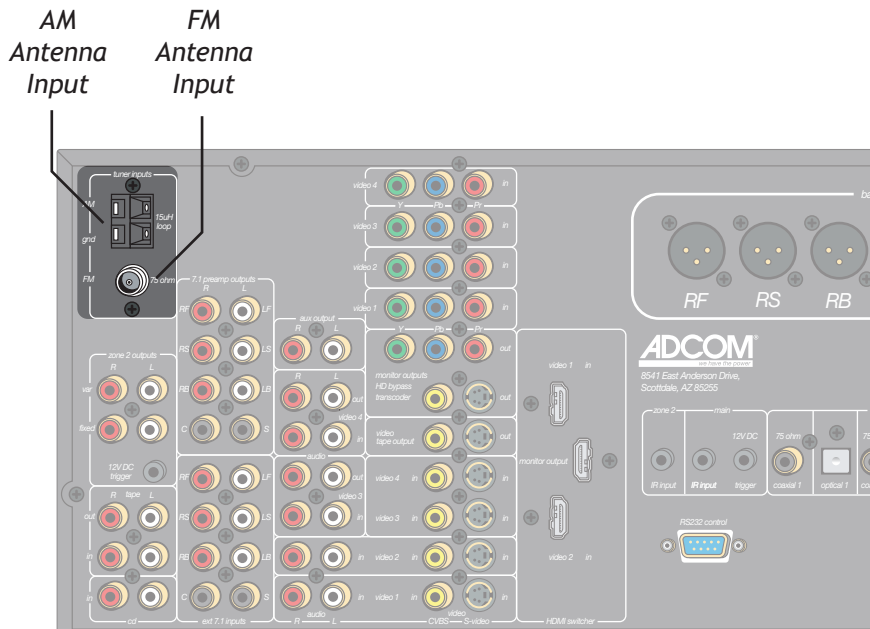 AM
Antenna
Input
FM
Antenna
Input
tuner inputs
AM
15uH
loop
gnd
FM
75 ohm
7.1 preamp outputs
R L
RF LF
RS LS
RB LB
C S
zone 2 outputs
R L
var
fixed
12V DC
trigger
R tape L
out
in
in
cd
RF LF
RS LS
RB LB
C S
ext 7.1 inputs
aux output
R L
R L
out
video 4
in
audio
out
video 3
in
in
in
audio
R L
video 4 in
Y Pb Pr
video 3 in
video 2 in
video 1 in
Y Pb Pr
out
monitor outputs
HD bypass
transcoder
out
video
tape output
out
video 4 in
video 3 in
video 2 in
video 1 in
video
CVBS S-video
video 1 in
monitor output
video 2 in
HDMI switcher
RF RS RB
ADCOM®
we have the power
8541 East Anderson Drive,
Scottdale, AZ 85255
zone 2 main
12V DC
75 ohm
IR input IR input trigger coaxial 1 optical 1
RS232 control